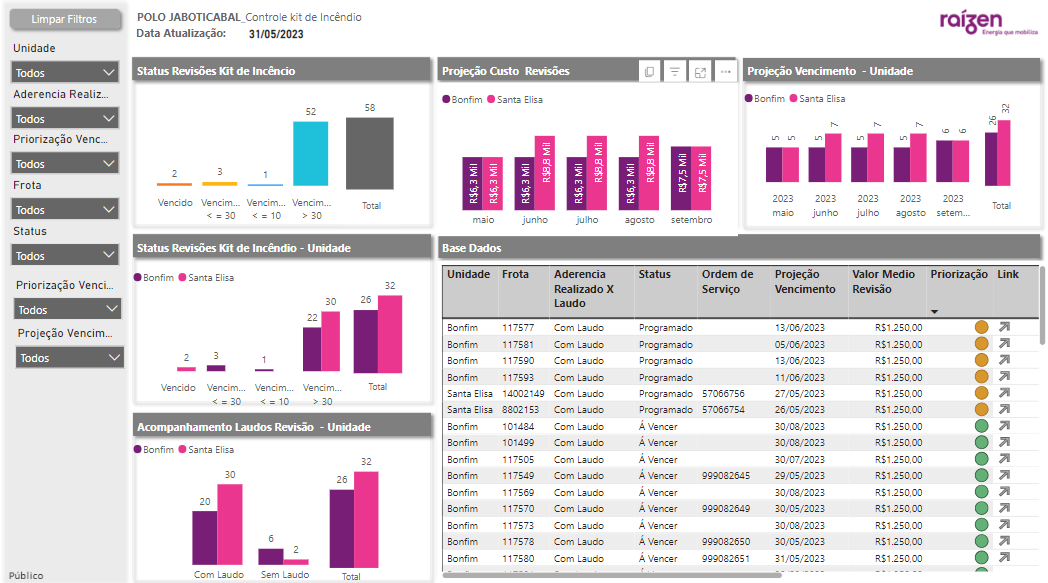 Limpar Filtros
Unidade
Todos
Aderencia Realiz...
Todos
Priorização Venc...
Todos
Frota
Todos
Status
Todos
Priorização Venci...
Todos
Projeção Vencim...
Todos
Público
POLO JABOTICABAL_Controle kit de Incêndio
Data Atualização: 31/05/2023
raízen
Energia que mobiliza
Status Revisões Kit de Incêncio
2
3
1
52
58
Vencido
Vencim...
< = 30
Vencim...
< = 10
Vencim...
> 30
Total
Projeção Custo Revisões
Bonfim Santa Elisa
R$6,3 Mil
R$6,3 Mil
R$6,3 Mil
R$8,8 Mil
R$6,3 Mil
R$8,8 Mil
R$6,3 Mil
R$8,8 Mil
R$7,5 Mil
R$7,5 Mil
maio junho julho agosto setembro
Projeção Vencimento - Unidade
Bonfim Santa Elisa
5 5 5 7 5 7 5 7 6 6 26 32
2023 2023 2023 2023 2023
maio junho julho agosto setem... Total
Status Revisões Kit de Incêndio - Unidade
Bonfim Santa Elisa
2
3
1
22 30
26 32
Vencido
Vencim...
< = 30
Vencim...
< = 10
Vencim...
> 30
Total
Acompanhamento Laudos Revisão - Unidade
Bonfim Santa Elisa
20 30
6 2
26 32
Com Laudo Sem Laudo Total
Base Dados
Unidade Frota Aderencia Realizado X Laudo Status Ordem de Serviço Projeção Vencimento Valor Medio Revisão Priorização Link
Bonfim 117577 Com Laudo Programado 13/06/2023 R$1.250,00
Bonfim 117581 Com Laudo Programado 05/06/2023 R$1.250,00
Bonfim 117590 Com Laudo Programado 13/06/2023 R$1.250,00
Bonfim 117593 Com Laudo Programado 11/06/2023 R$1.250,00
Santa Elisa 14002149 Com Laudo Programado 57066756 27/05/2023 R$1.250,00
Santa Elisa 8802153 Com Laudo Programado 57066754 26/05/2023 R$1.250,00
Bonfim 101484 Com Laudo Á Vencer 30/08/2023 R$1.250,00
Bonfim 101499 Com Laudo Á Vencer 30/08/2023 R$1.250,00
Bonfim 117505 Com Laudo Á Vencer 30/07/2023 R$1.250,00
Bonfim 117549 Com Laudo Á Vencer 999082645 29/05/2023 R$1.250,00
Bonfim 117569 Com Laudo Á Vencer 30/08/2023 R$1.250,00
Bonfim 117570 Com Laudo Á Vencer 999082649 30/05/2023 R$1.250,00
Bonfim 117573 Com Laudo Á Vencer 30/08/2023 R$1.250,00
Bonfim 117578 Com Laudo Á Vencer 999082650 30/05/2023 R$1.250,00
Bonfim 117580 Com Laudo Á Vencer 999082651 31/05/2023 R$1.250,00